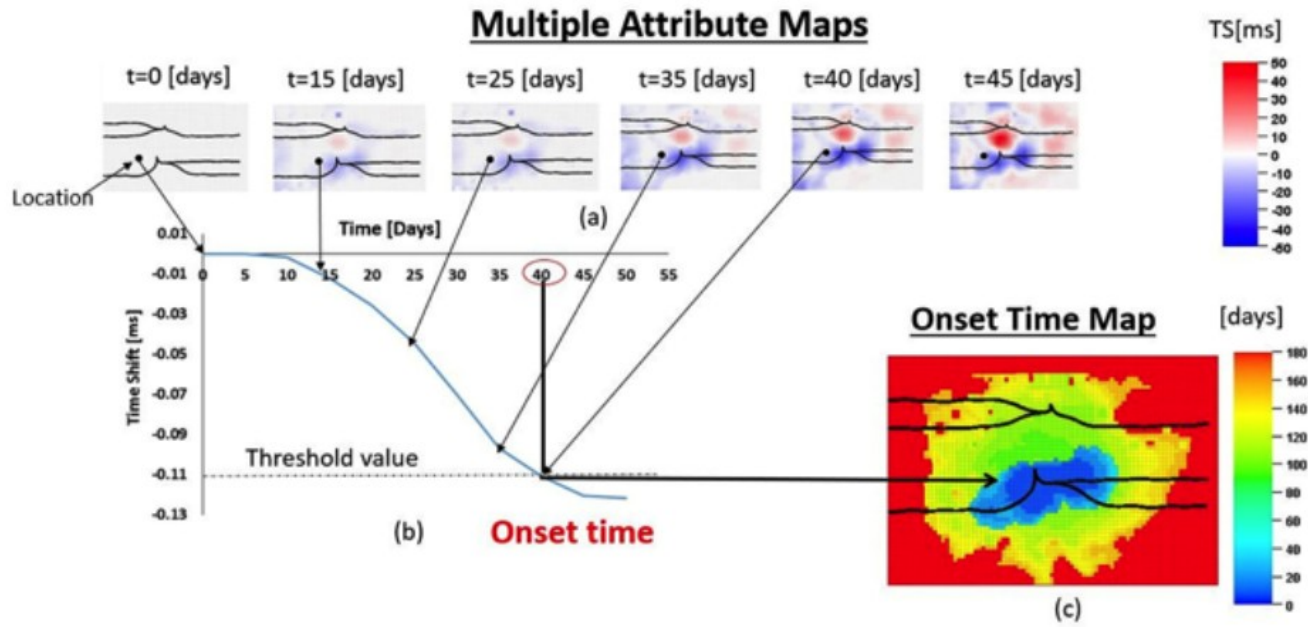 Multiple Attribute Maps
TS[ms]
t=0 [days] t=15 [days] t=25 [days] t=35 [days] t=40 [days] t=45 [days]
50
40
30
20
10
0
-10
-20
-30
-40
-50
Location
(a)
Time [Days]
0.01
-0.01
-0.03
-0.05
-0.07
-0.09
-0.11
-0.13
0 5 10 15 20 25 30 35 40 45 50 55
Time Shift [ms]
Threshold value
(b)
Onset time
Onset Time Map
[days]
180
160
140
120
100
80
60
40
20
0
(c)